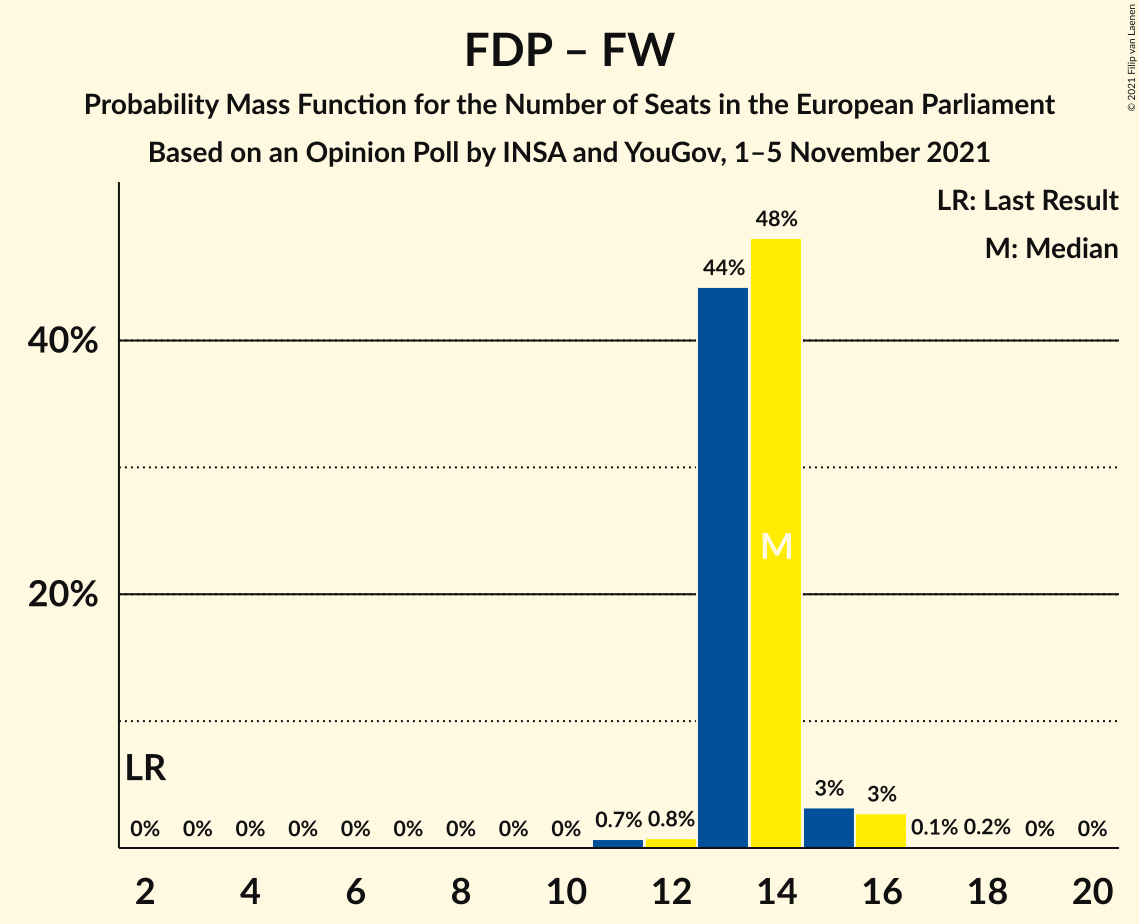 FDP – FW
Probability Mass Function for the Number of Seats in the European Parliament
Based on an Opinion Poll by INSA and YouGov, 1–5 November 2021
© 2021 Filip van Laenen
LR: Last Result
M: Median
48%
44%
40%
M
20%
LR
0% 0% 0% 0% 0% 0% 0% 0% 0% 0.7% 0.8% 3% 3% 0.1% 0.2% 0% 0%
2 4 6 8 10 12 14 16 18 20